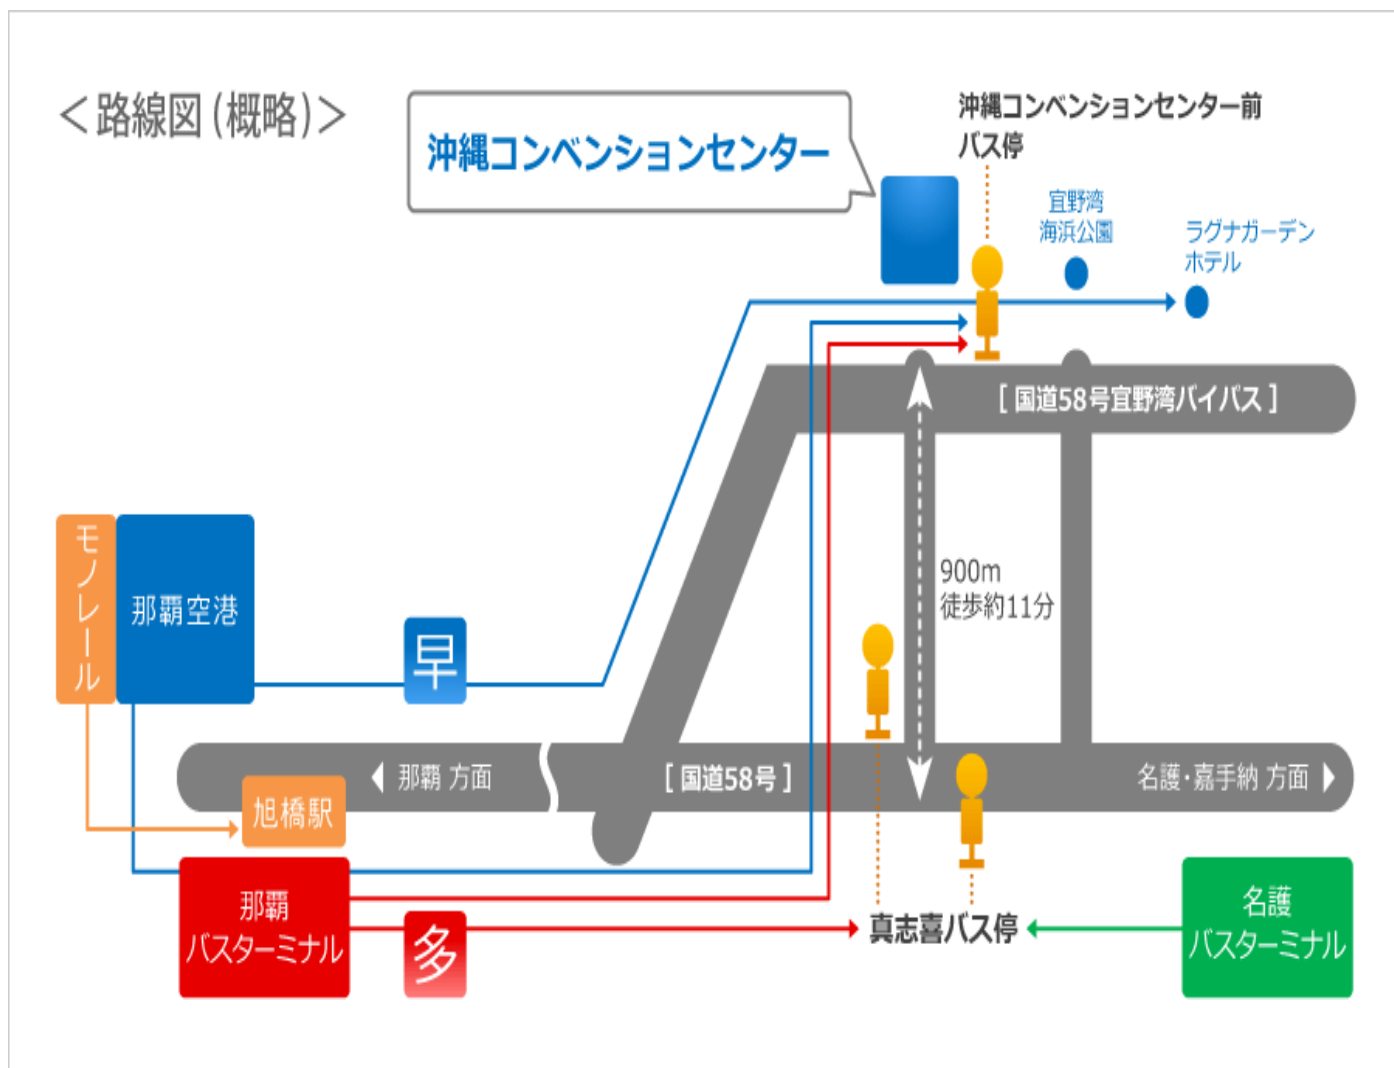 ＜路線図(概略)＞
沖縄コンベンションセンター
沖縄コンベンションセンター前
バス停
宜野湾
海浜公園
ラグナガーデン
ホテル
[ 国道58号宜野湾バイパス ]
モノレール
那覇空港
早
900m
徒歩約11分
那覇 方面
[ 国道58号 ]
名護・嘉手納 方面
旭橋駅
那覇
バスターミナル
多
真志喜バス停
名護
バスターミナル